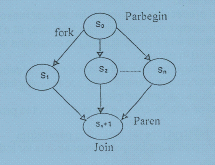 Parbegin
S₀
fork
S₁
S₂
Sₙ
Sₙ+1
Paren
Join